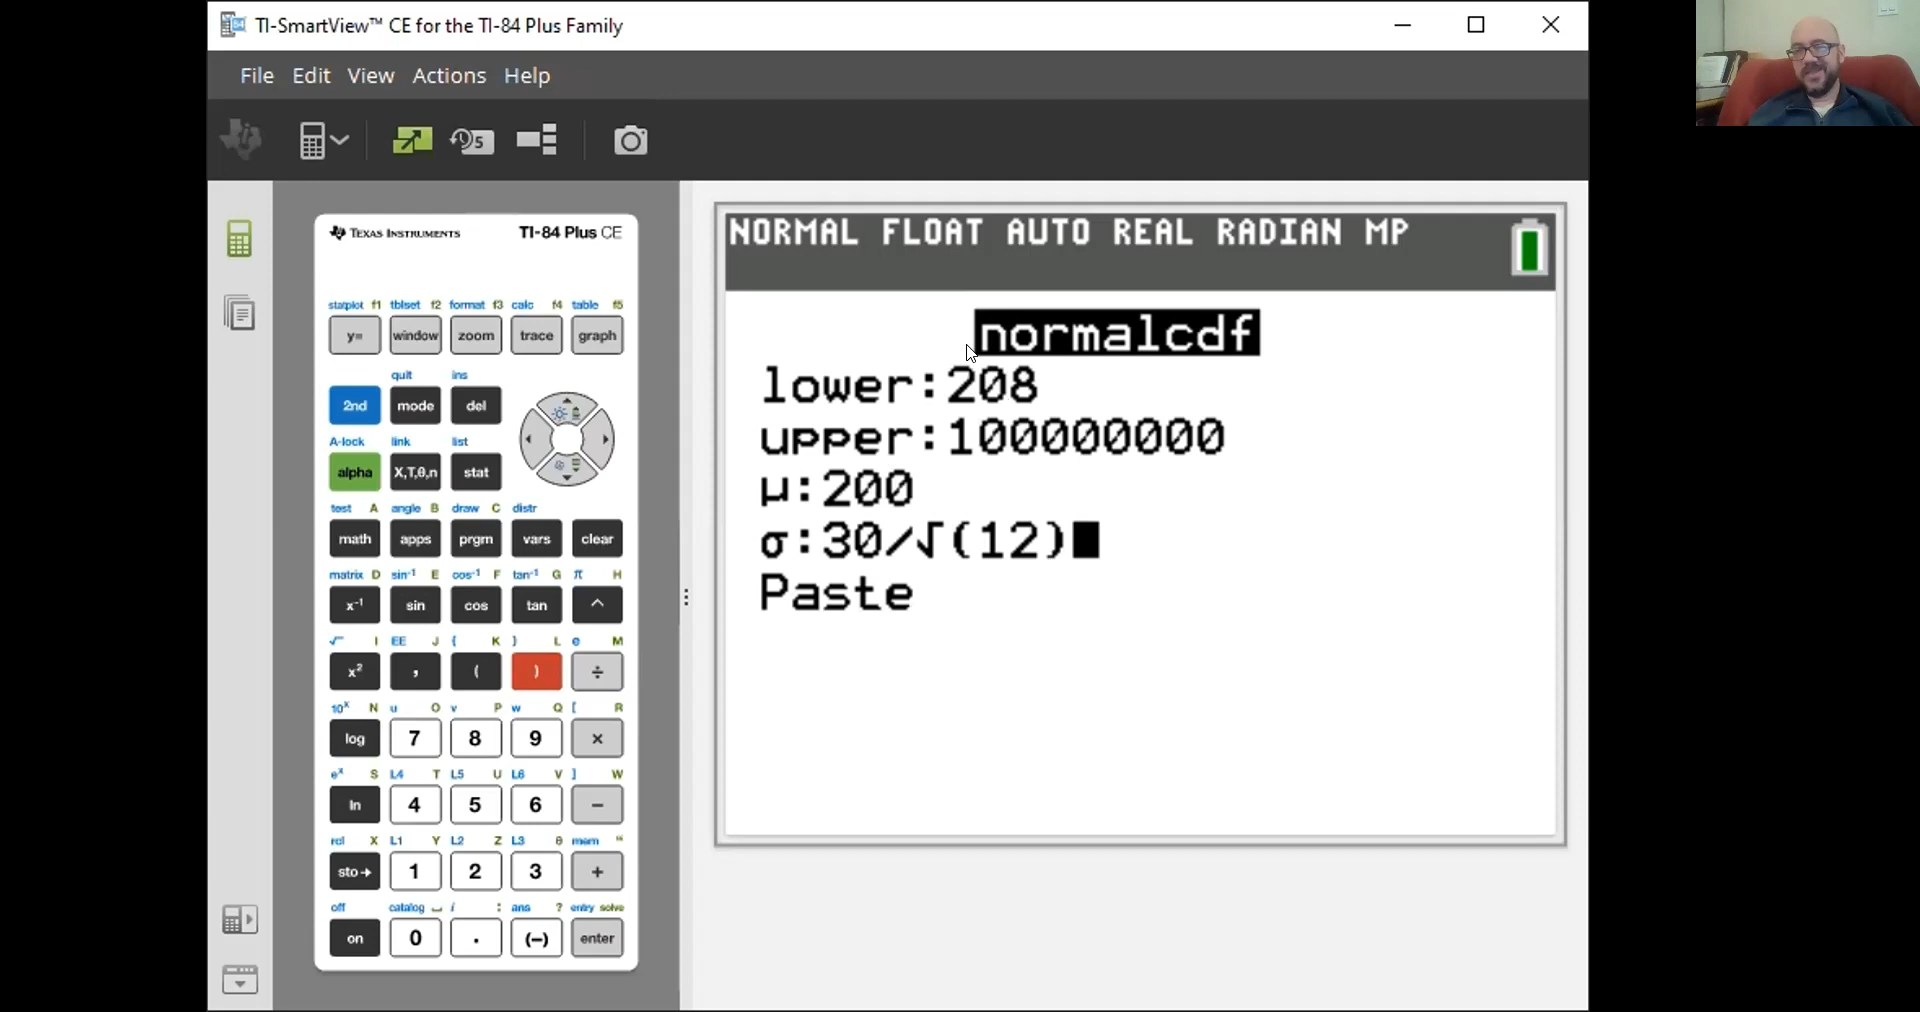 TI-SmartView™ CE for the TI-84 Plus Family
File Edit View Actions Help
5
TEXAS INSTRUMENTS TI-84 Plus CE
statplot f1 tblset f2 format f3 calc f4 table f5
y= window zoom trace graph
quit ins
2nd mode del
A-lock link list
alpha X,T,θ,n stat
test A angle B draw C distr
math apps prgm vars clear
matrix D sin⁻¹ E cos⁻¹ F tan⁻¹ G π H
x⁻¹ sin cos tan ^
√ I EE J { K } L e M
x² , ( ) ÷
10ˣ N u O v P w Q [ R
log 7 8 9 ×
eˣ S L4 T L5 U L6 V ] W
ln 4 5 6 −
rcl X L1 Y L2 Z L3 θ mem "
sto→ 1 2 3 +
off catalog ⎵ i : ans ? entry solve
on 0 . (−) enter
NORMAL FLOAT AUTO REAL RADIAN MP
normalcdf
lower:208
upper:100000000
μ:200
σ:30/√(12)
Paste